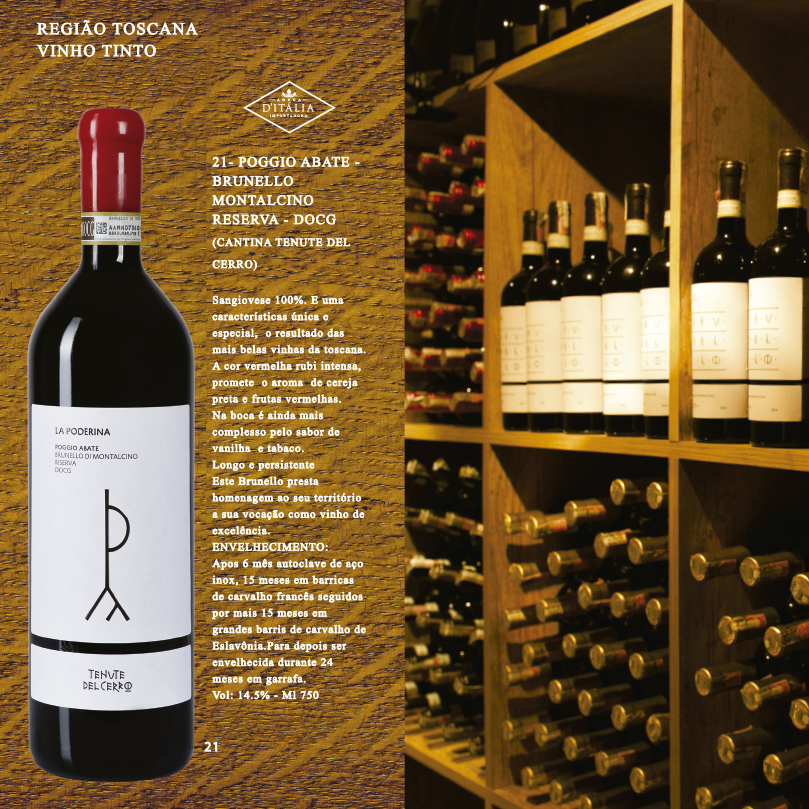 REGIÃO TOSCANA
VINHO TINTO
ADEGA
D'ITÁLIA
IMPORTADORA
21- POGGIO ABATE -
BRUNELLO
MONTALCINO
RESERVA - DOCG
(CANTINA TENUTE DEL
CERRO)
Sangiovese 100%. E uma
características única e
especial, o resultado das
mais belas vinhas da toscana.
A cor vermelha rubi intensa,
promete o aroma de cereja
preta e frutas vermelhas.
Na boca é ainda mais
complesso pelo sabor de
vanilha e tabaco.
Longo e persistente
Este Brunello presta
homenagem ao seu território
a sua vocação como vinho de
excelência.
ENVELHECIMENTO:
Apos 6 mês autoclave de aço
inox, 15 meses em barricas
de carvalho francês seguidos
por mais 15 meses em
grandes barris de carvalho de
Eslavônia.Para depois ser
envelhecida durante 24
meses em garrafa.
Vol: 14.5% - Ml 750
21
DOCG
LA PODERINA
POGGIO ABATE
BRUNELLO DI MONTALCINO
RISERVA
DOCG
TENUTE
DEL CERRO